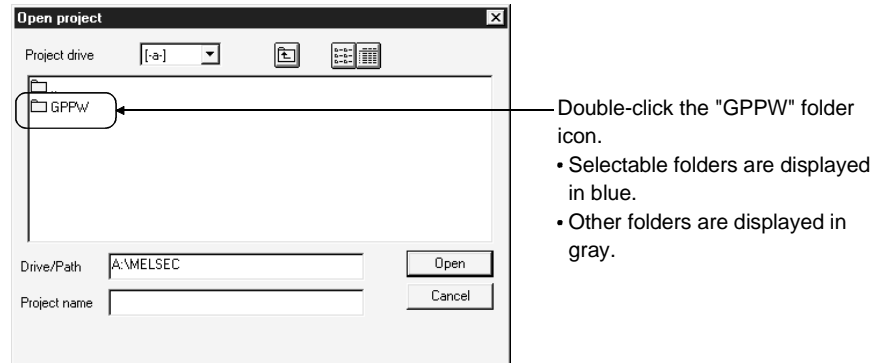 Open project
Project drive [-a-]
..
GPPW
Drive/Path A:\MELSEC Open
Project name Cancel
Double-click the "GPPW" folder
icon.
• Selectable folders are displayed
in blue.
• Other folders are displayed in
gray.